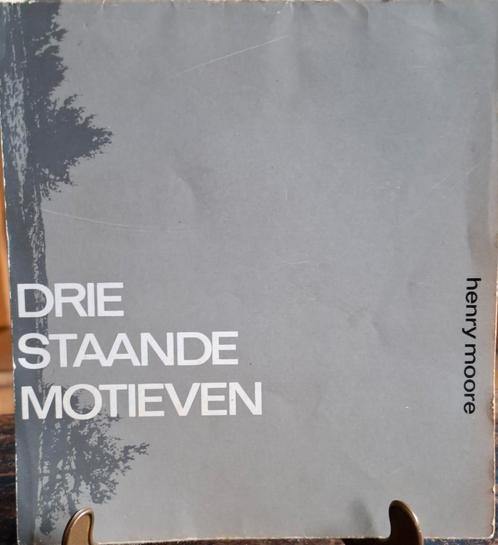 DRIE
STAANDE
MOTIEVEN
henry moore